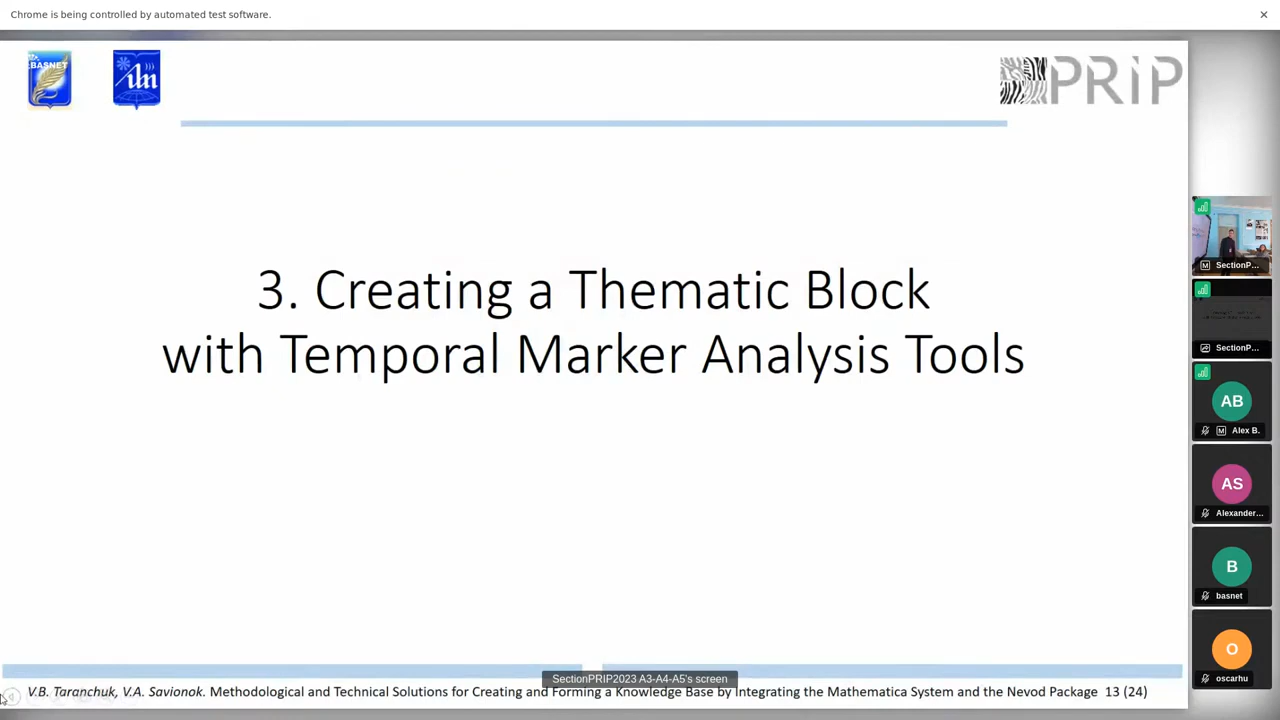 Chrome is being controlled by automated test software.
BASNET
PRIP
3. Creating a Thematic Block
with Temporal Marker Analysis Tools
SectionP...
SectionP...
AB
M Alex B.
AS
Alexander...
B
basnet
O
oscarhu
SectionPRIP2023 A3-A4-A5's screen
V.B. Taranchuk, V.A. Savionok. Methodological and Technical Solutions for Creating and Forming a Knowledge Base by Integrating the Mathematica System and the Nevod Package 13 (24)